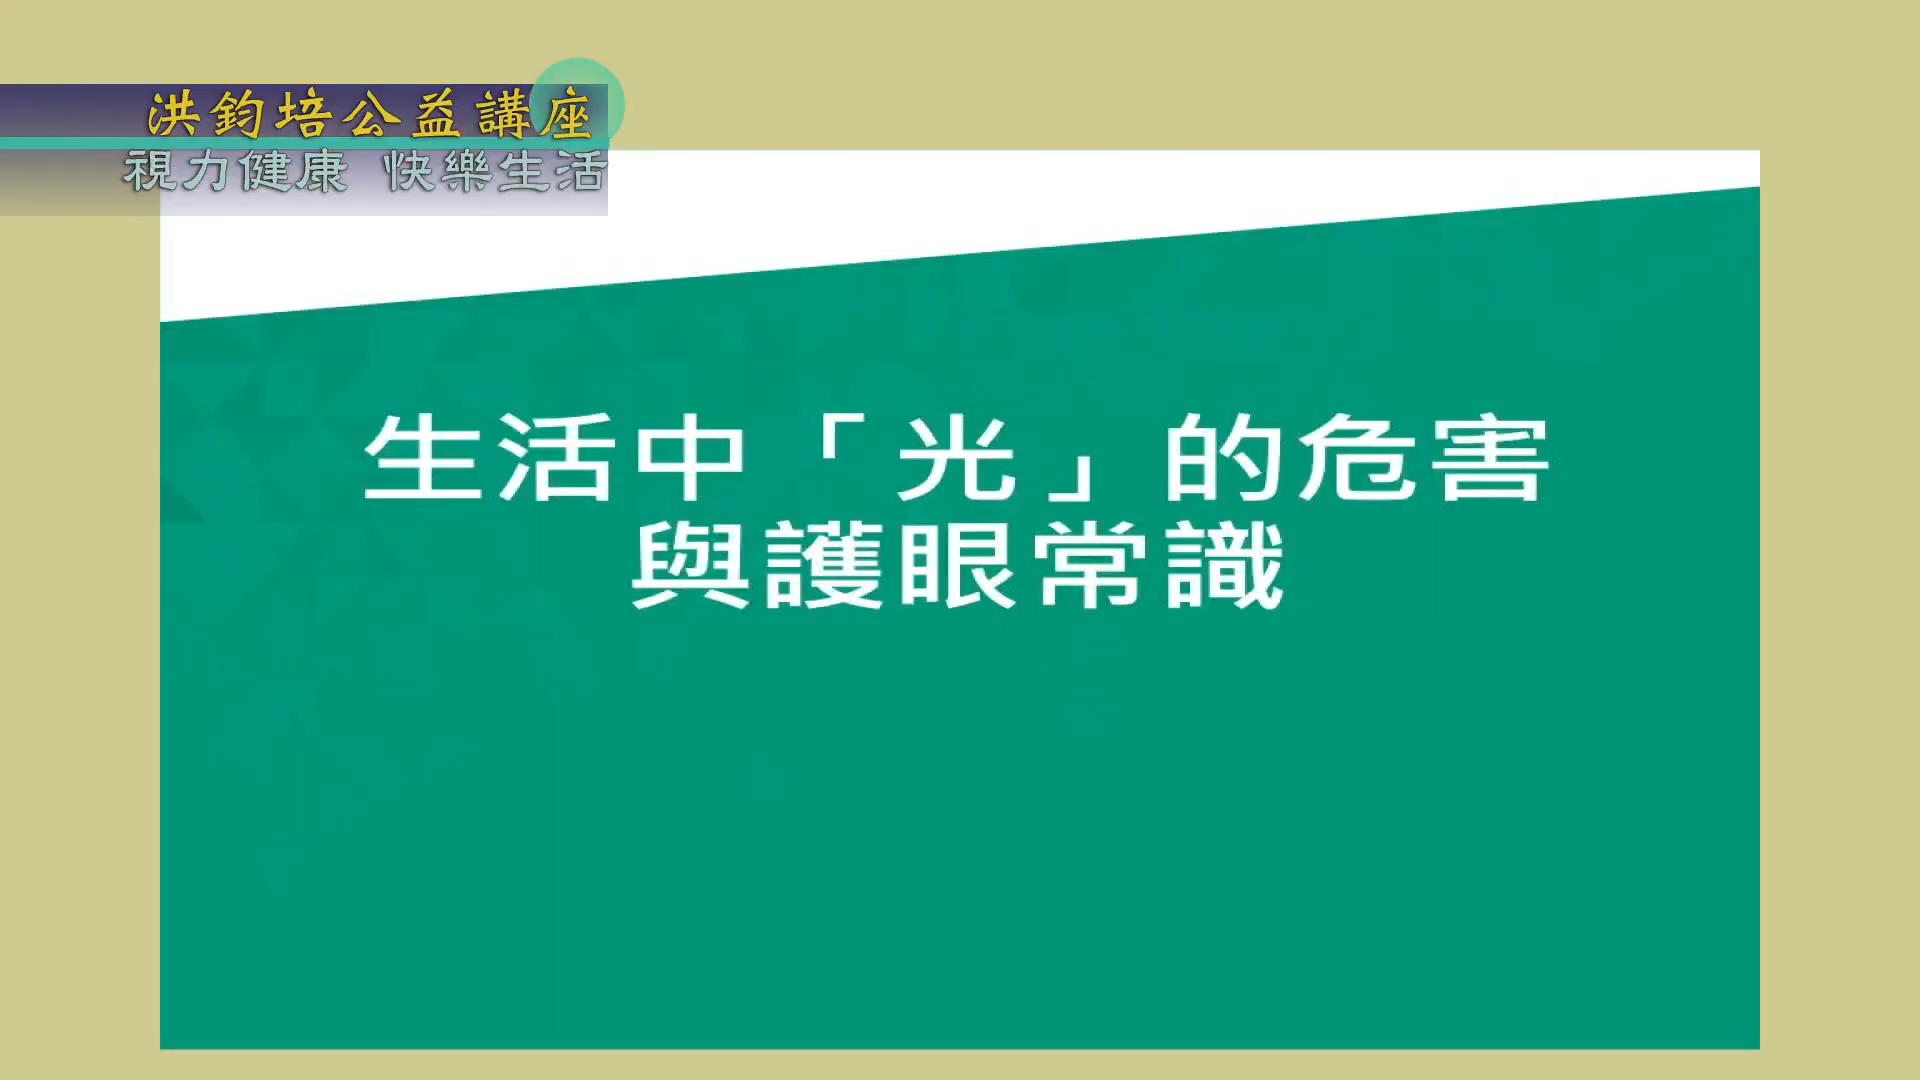 洪鈞培公益講座
視力健康 快樂生活
生活中「光」的危害
與護眼常識